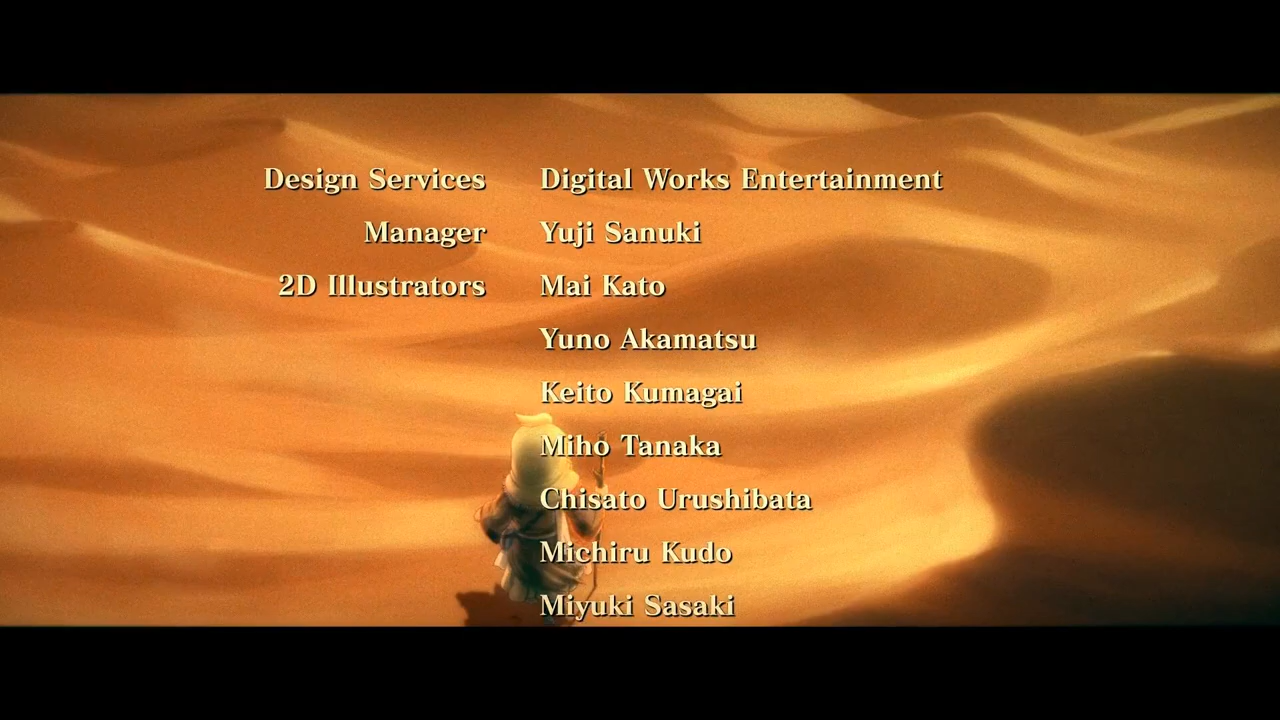 Design Services Digital Works Entertainment
Manager Yuji Sanuki
2D Illustrators Mai Kato
Yuno Akamatsu
Keito Kumagai
Miho Tanaka
Chisato Urushibata
Michiru Kudo
Miyuki Sasaki